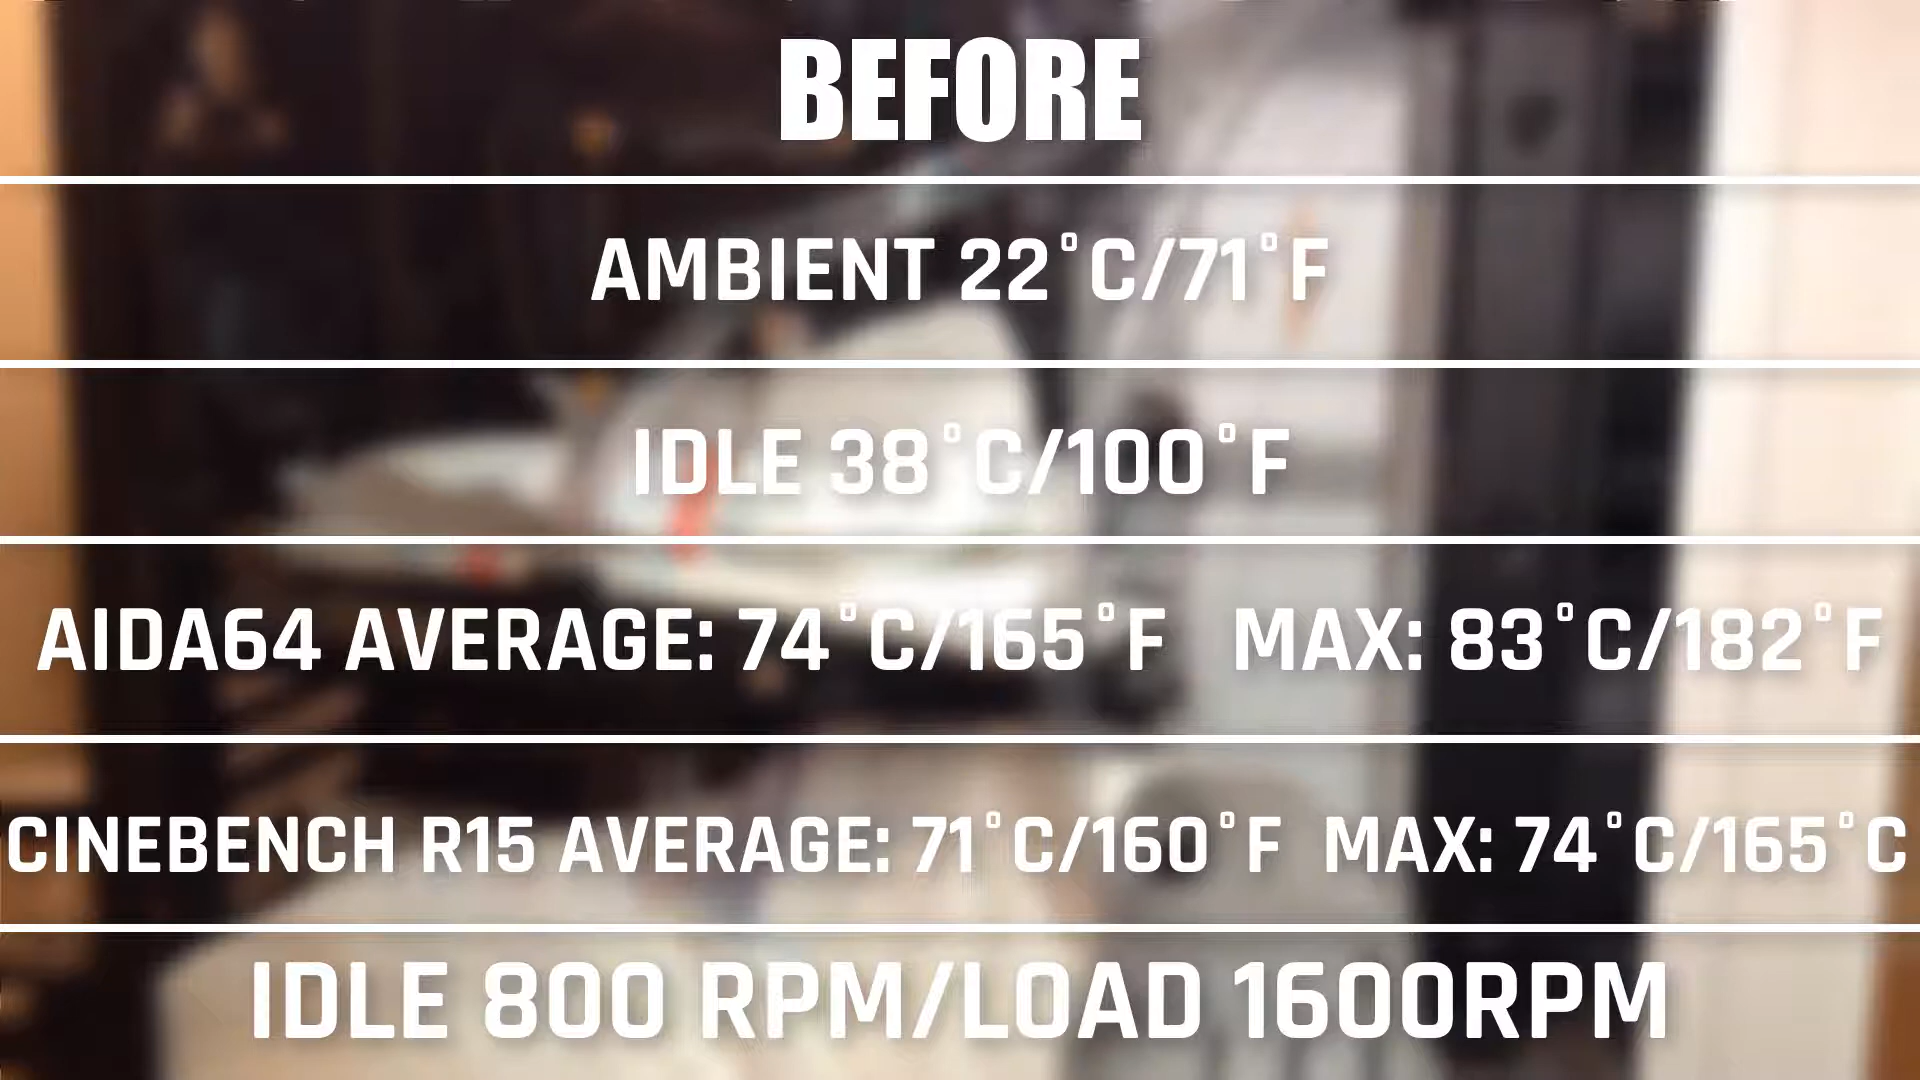 BEFORE
AMBIENT 22°C/71°F
IDLE 38°C/100°F
AIDA64 AVERAGE: 74°C/165°F MAX: 83°C/182°F
CINEBENCH R15 AVERAGE: 71°C/160°F MAX: 74°C/165°C
IDLE 800 RPM/LOAD 1600RPM